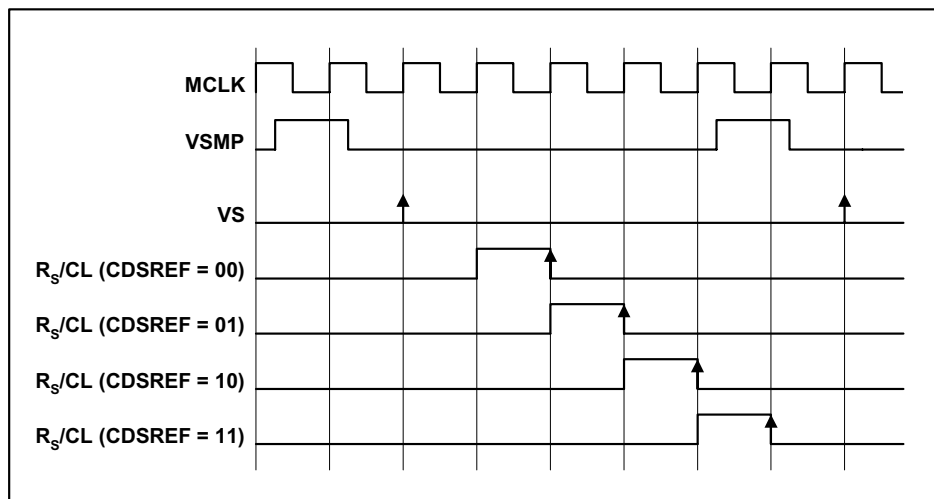 MCLK
VSMP
VS
RS/CL (CDSREF = 00)
RS/CL (CDSREF = 01)
RS/CL (CDSREF = 10)
RS/CL (CDSREF = 11)